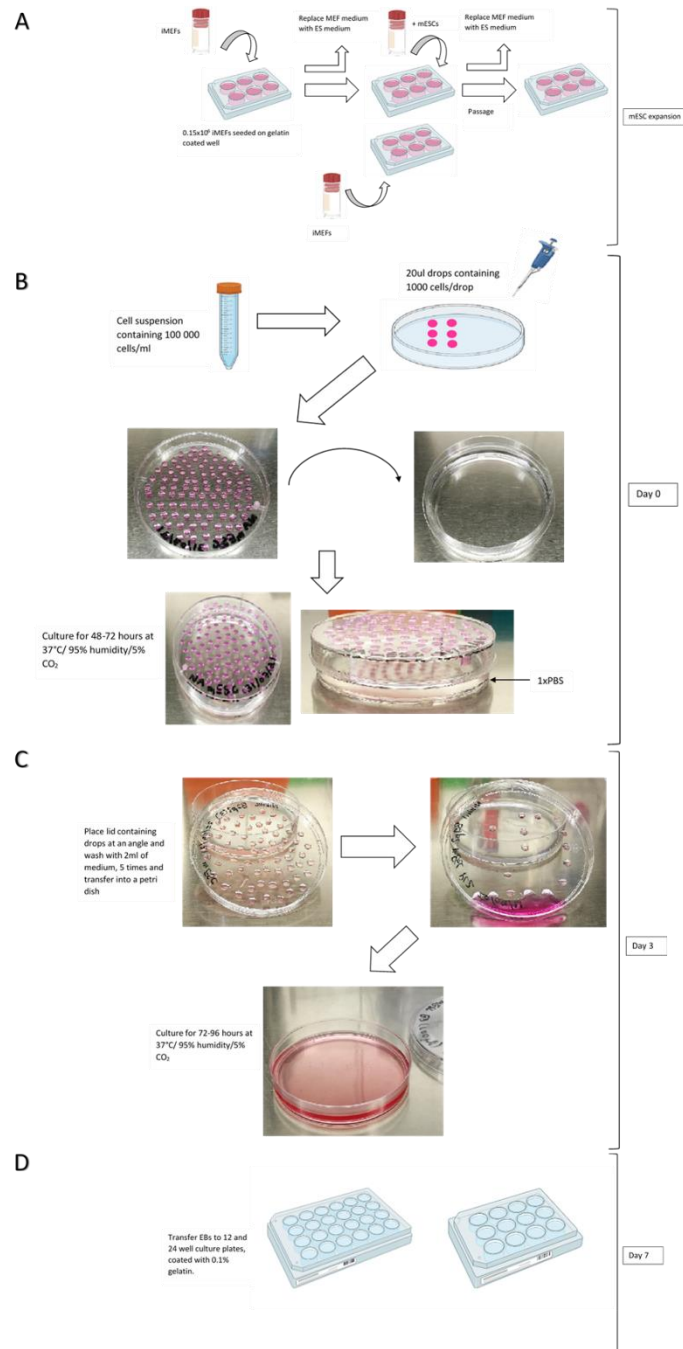 A
iMEFs
Replace MEF medium
with ES medium
+ mESCs
Replace MEF medium
with ES medium
Passage
0.15x10⁶ iMEFs seeded on gelatin
coated well
iMEFs
mESC expansion
B
20ul drops containing
1000 cells/drop
Cell suspension
containing 100 000
cells/ml
Day 0
Culture for 48-72 hours at
37°C/ 95% humidity/5%
CO₂
1xPBS
C
Place lid containing
drops at an angle and
wash with 2ml of
medium, 5 times and
transfer into a petri
dish
Day 3
Culture for 72-96 hours at
37°C/ 95% humidity/5%
CO₂
D
Transfer EBs to 12 and
24 well culture plates,
coated with 0.1%
gelatin.
Day 7